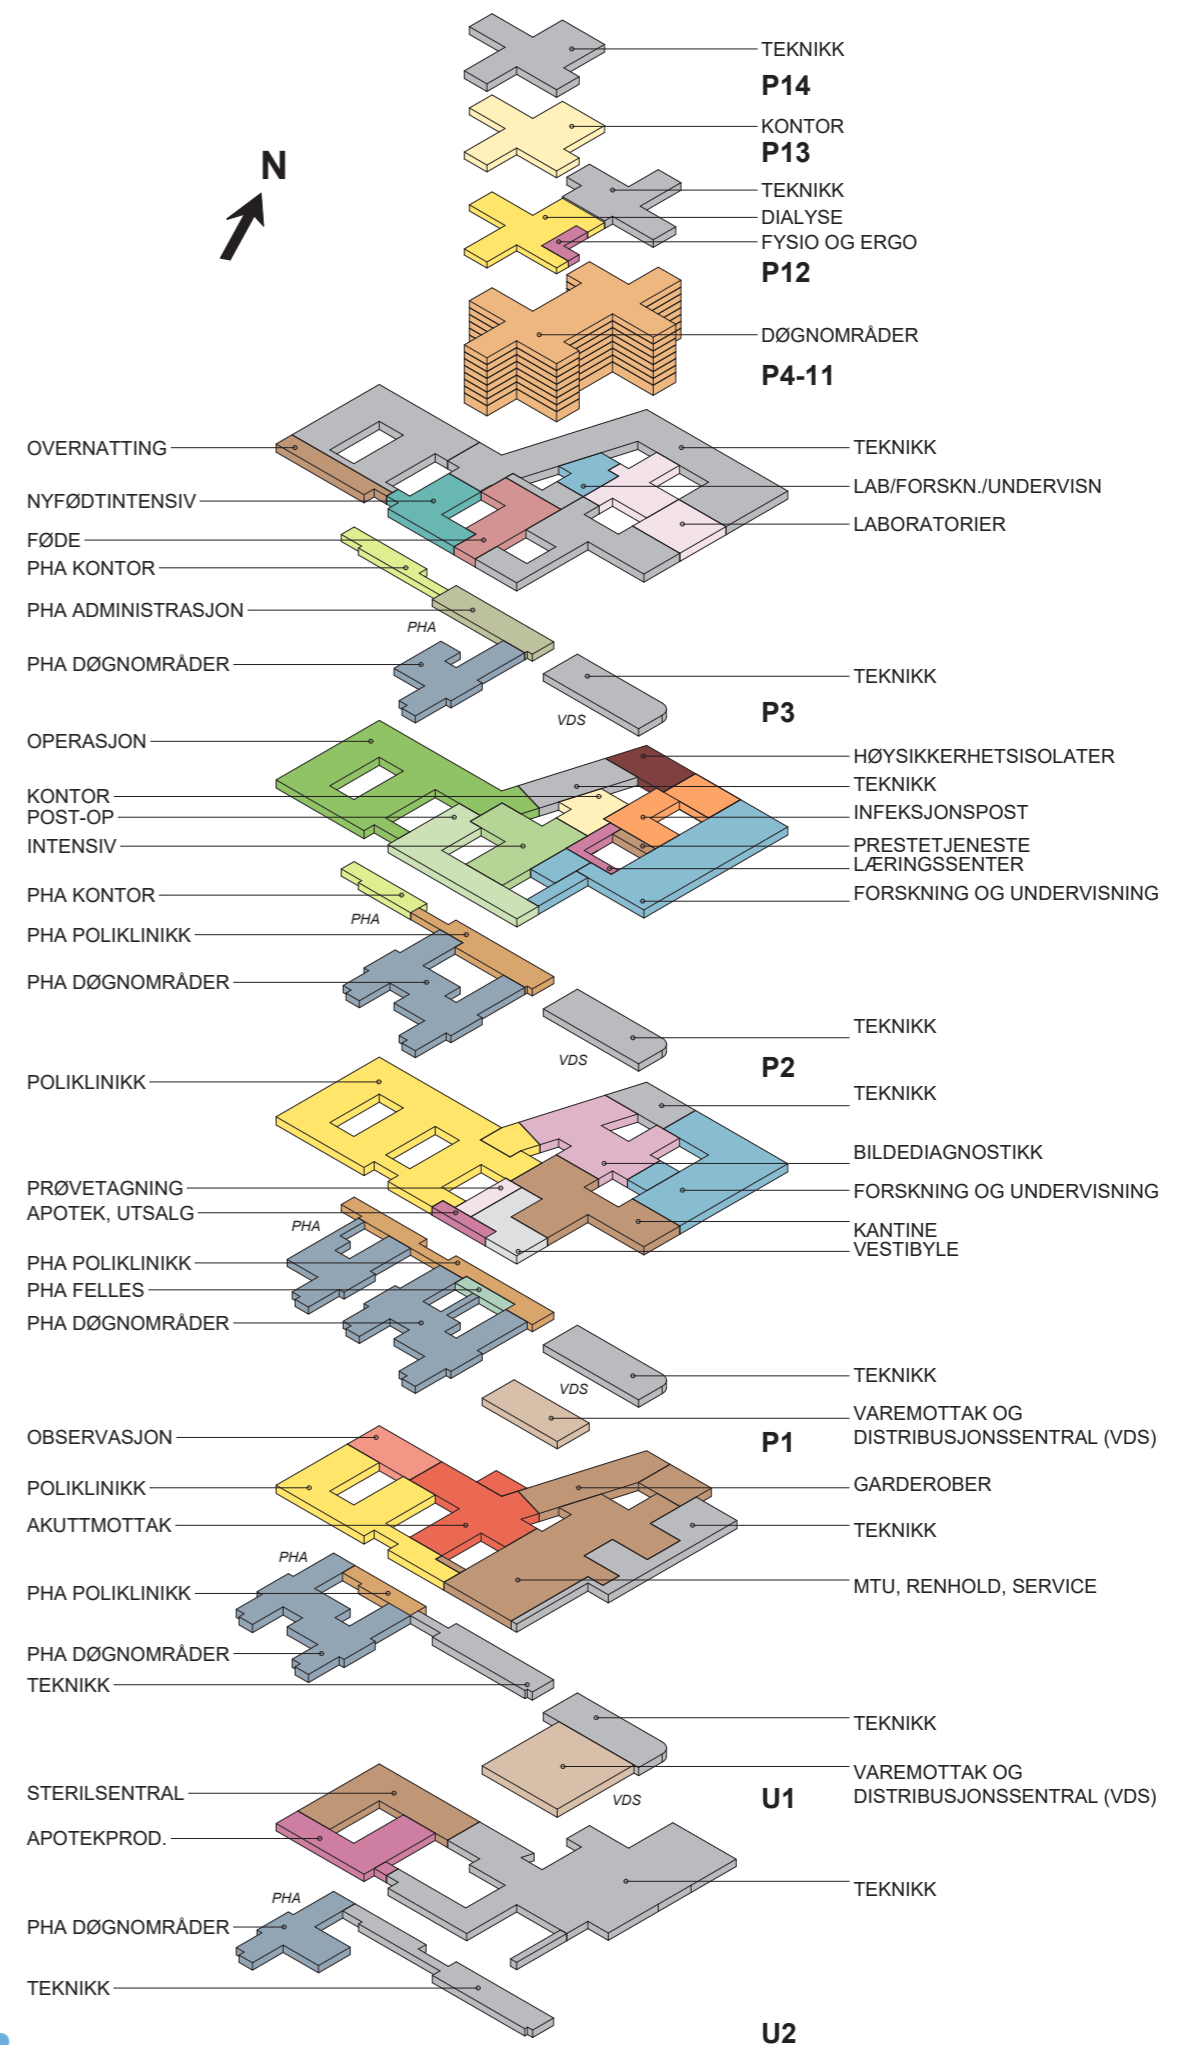 TEKNIKK
P14
N
KONTOR
P13
TEKNIKK
DIALYSE
FYSIO OG ERGO
P12
DØGNOMRÅDER
P4-11
OVERNATTING
NYFØDTINTENSIV
FØDE
PHA KONTOR
PHA ADMINISTRASJON
PHA
PHA DØGNOMRÅDER
TEKNIKK
LAB/FORSKN./UNDERVISN
LABORATORIER
TEKNIKK
VDS
P3
OPERASJON
KONTOR
POST-OP
INTENSIV
PHA KONTOR
PHA
PHA POLIKLINIKK
PHA DØGNOMRÅDER
HØYSIKKERHETSISOLATER
TEKNIKK
INFEKSJONSPOST
PRESTETJENESTE
LÆRINGSSENTER
FORSKNING OG UNDERVISNING
TEKNIKK
VDS
P2
POLIKLINIKK
PRØVETAGNING
APOTEK, UTSALG
PHA
PHA POLIKLINIKK
PHA FELLES
PHA DØGNOMRÅDER
TEKNIKK
BILDEDIAGNOSTIKK
FORSKNING OG UNDERVISNING
KANTINE
VESTIBYLE
TEKNIKK
VDS
VAREMOTTAK OG
DISTRIBUSJONSSENTRAL (VDS)
P1
OBSERVASJON
POLIKLINIKK
AKUTTMOTTAK
PHA
PHA POLIKLINIKK
PHA DØGNOMRÅDER
TEKNIKK
GARDEROBER
TEKNIKK
MTU, RENHOLD, SERVICE
TEKNIKK
VAREMOTTAK OG
DISTRIBUSJONSSENTRAL (VDS)
VDS
U1
STERILSENTRAL
APOTEKPROD.
PHA
PHA DØGNOMRÅDER
TEKNIKK
TEKNIKK
U2